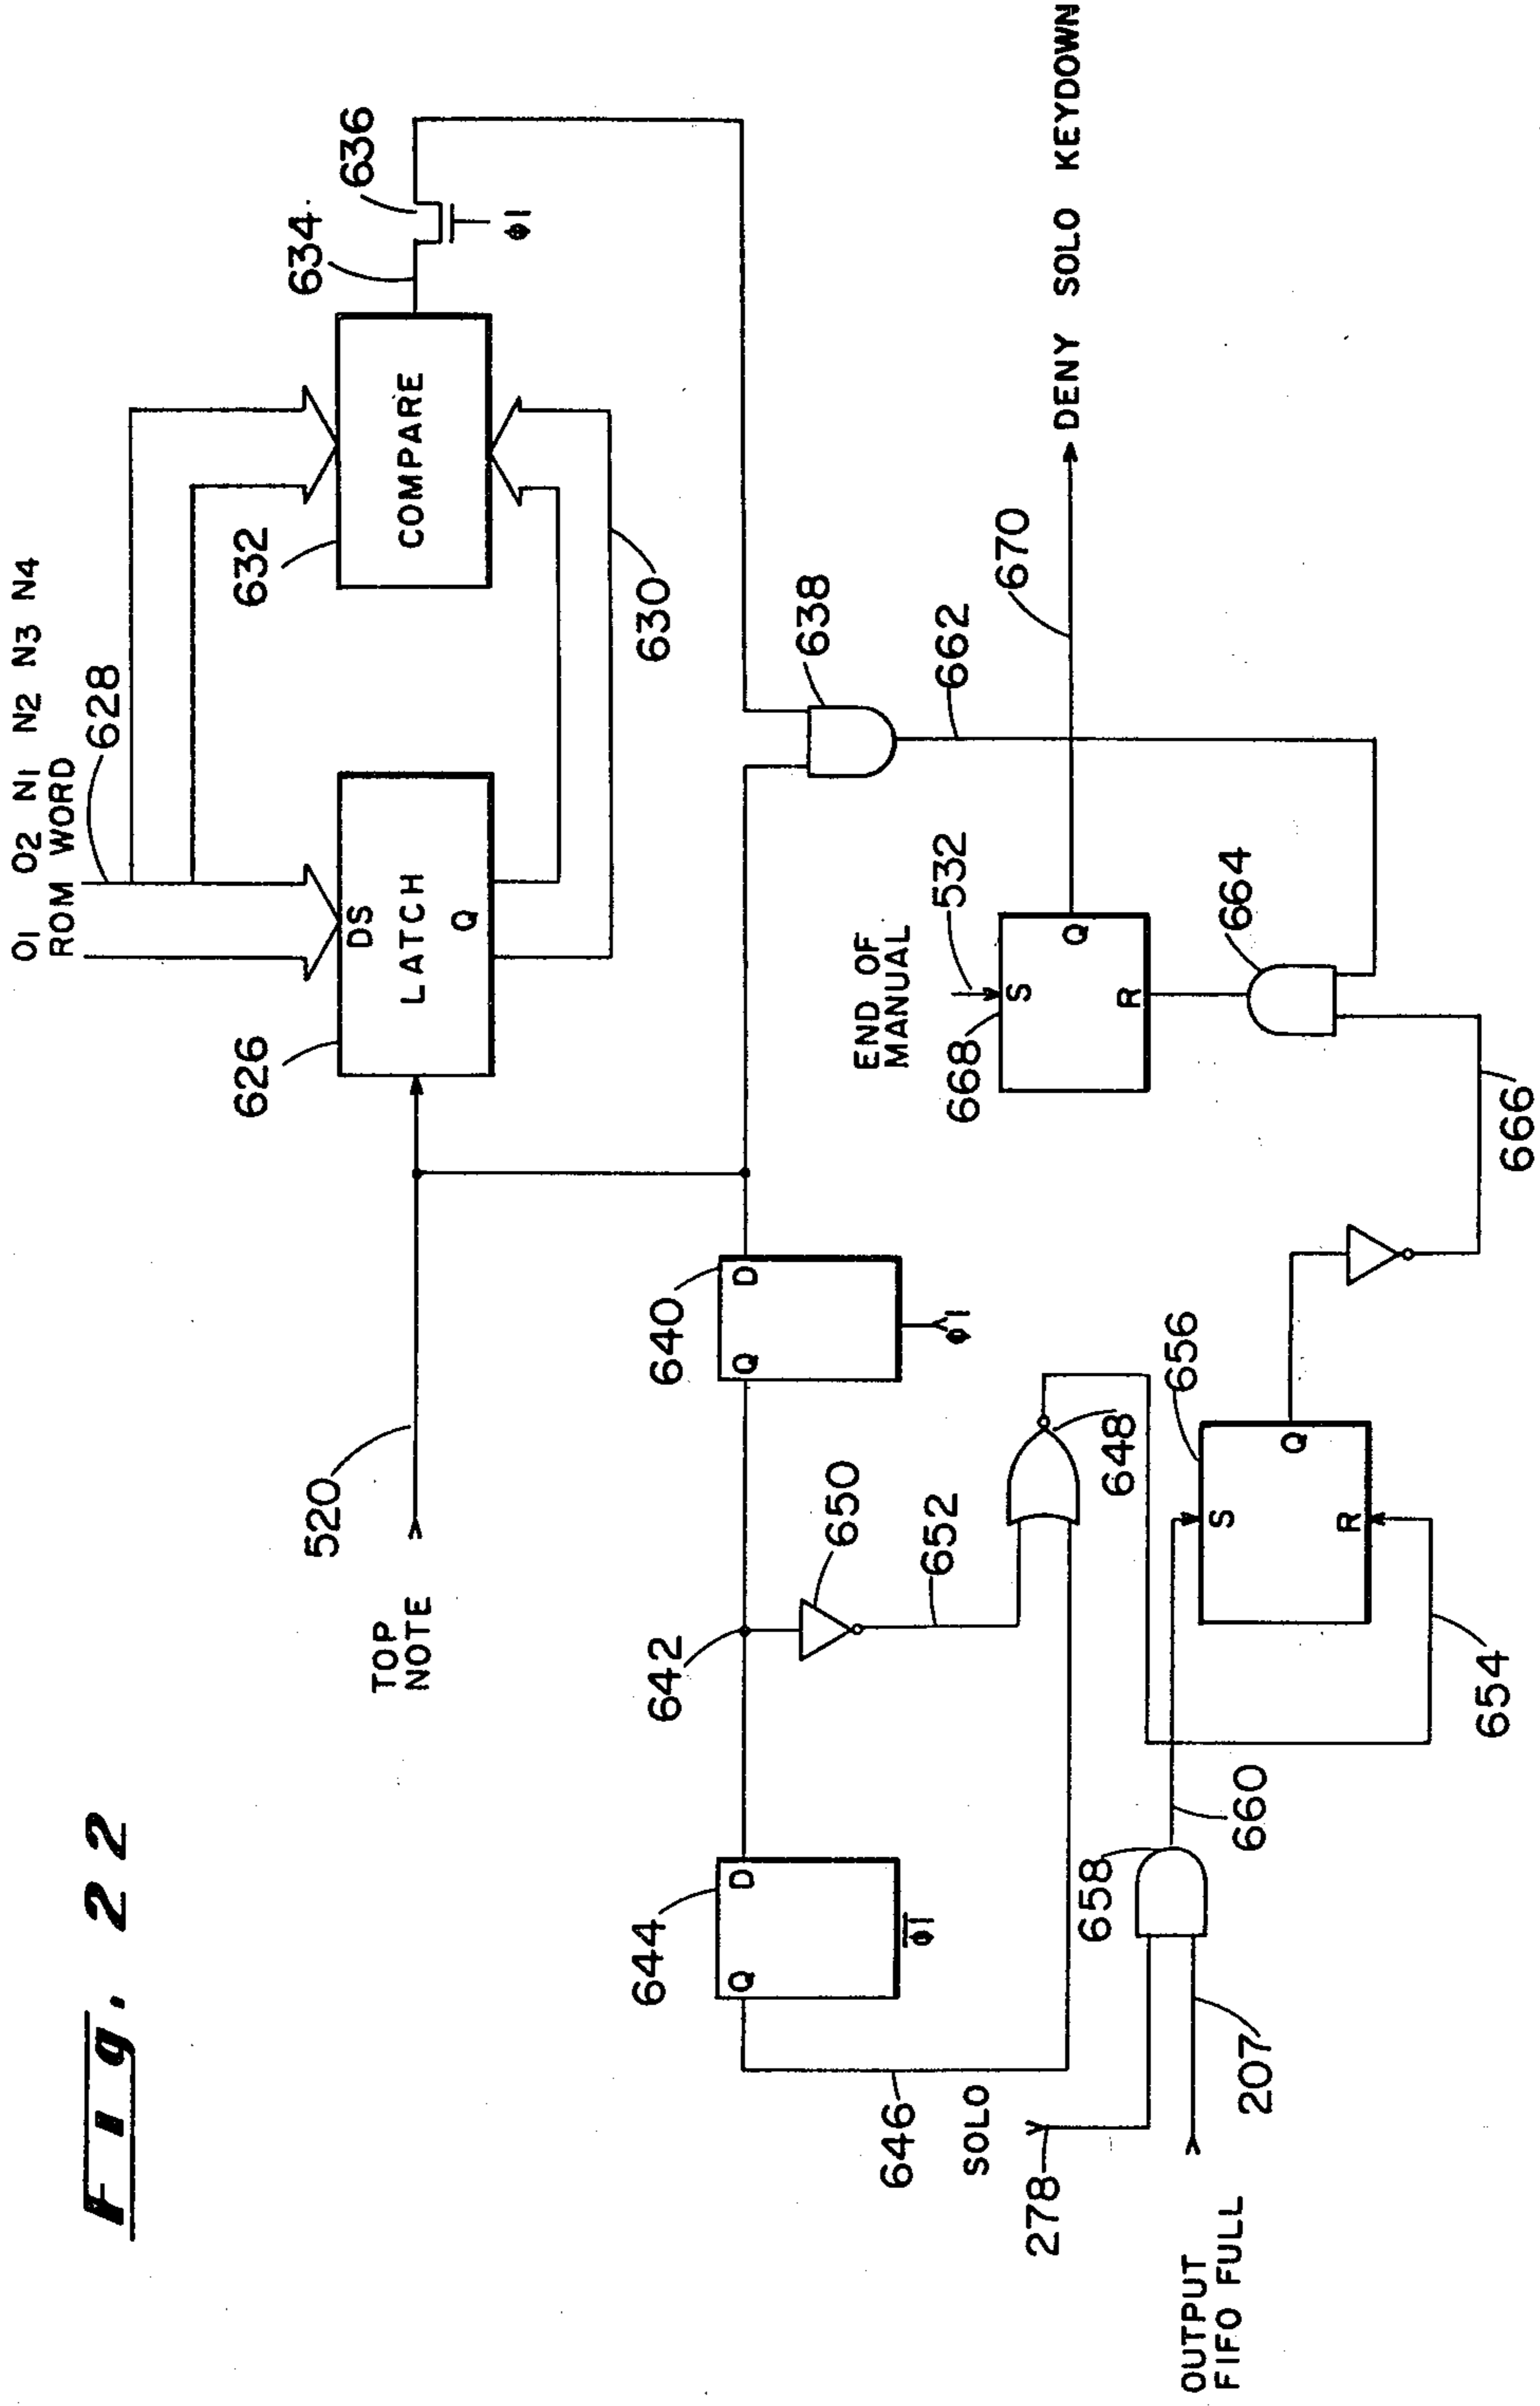 Fig. 22
O1 O2 N1 N2 N3 N4
ROM WORD
628
626
DS
LATCH
Q
632
COMPARE
634
636
φ1
630
520
TOP
NOTE
638
662
640
Q
D
φ1
642
644
Q
D
φ1
646
650
652
648
END OF
MANUAL
532
668
S
Q
R
670
DENY SOLO KEYDOWN
664
666
656
S
Q
R
654
SOLO
278
658
660
207
OUTPUT
FIFO FULL